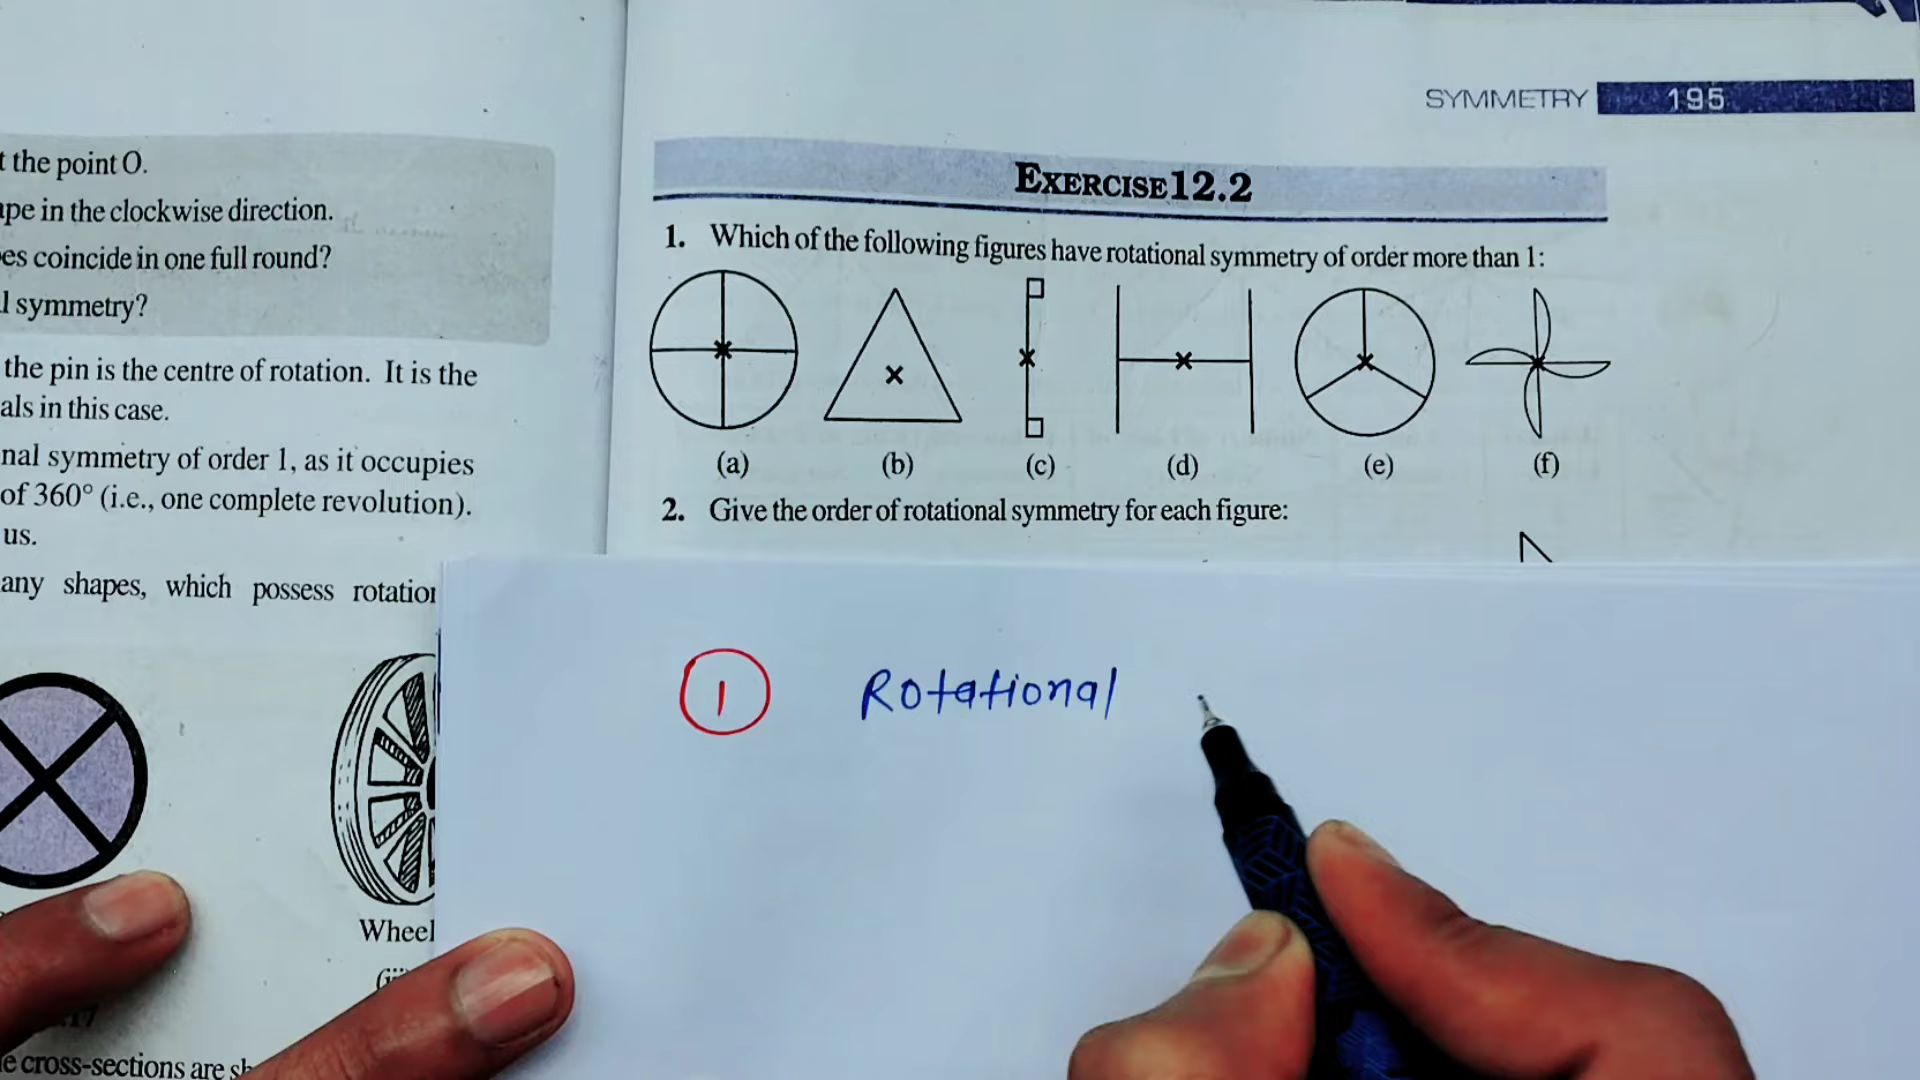 t the point O.
ape in the clockwise direction.
es coincide in one full round?
l symmetry?
the pin is the centre of rotation. It is the
als in this case.
nal symmetry of order 1, as it occupies
of 360° (i.e., one complete revolution).
us.
any shapes, which possess rotation
Wheel
17
e cross-sections are sh
SYMMETRY 195
EXERCISE 12.2
1. Which of the following figures have rotational symmetry of order more than 1:
(a) (b) (c) (d) (e) (f)
2. Give the order of rotational symmetry for each figure:
1 Rotational